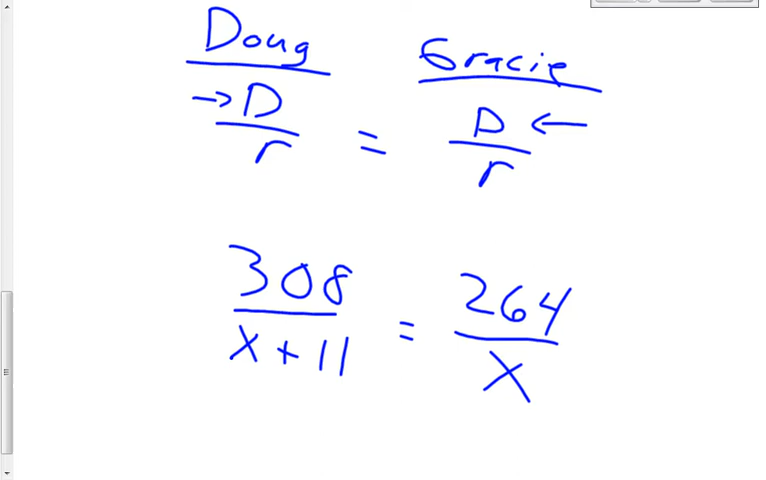 Doug Gracie
→ D/r = D/r ←
308/x + 11 = 264/x